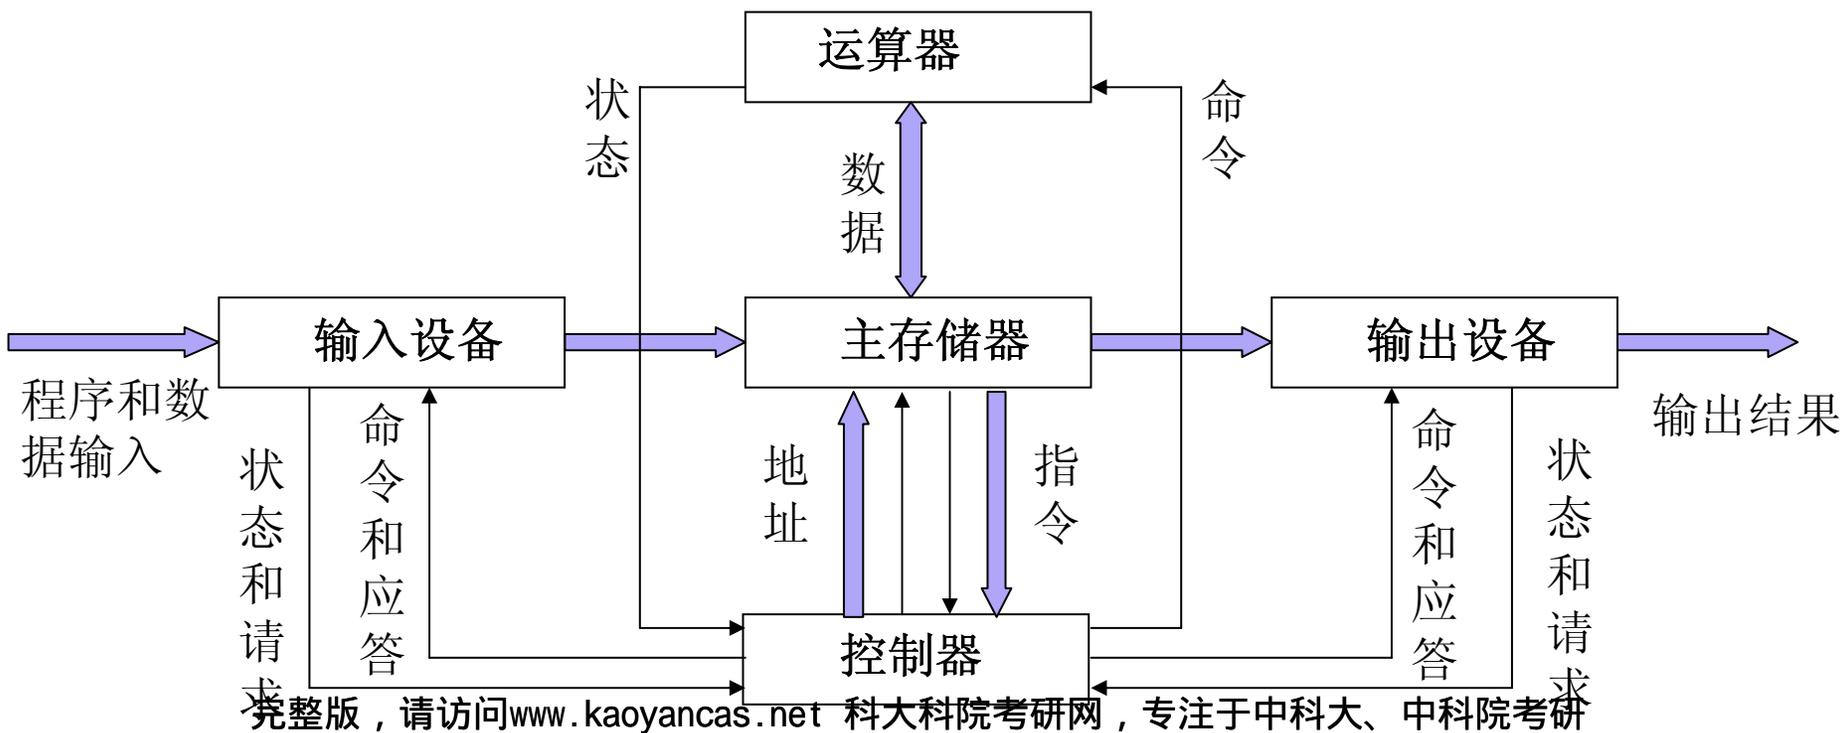 运算器
状态
命令
数据
输入设备
主存储器
输出设备
程序和数
据输入
输出结果
状态和请求
命令和应答
地址
指令
命令和应答
状态和请求
控制器
完整版，请访问www.kaoyancas.net 科大科院考研网，专注于中科大、中科院考研